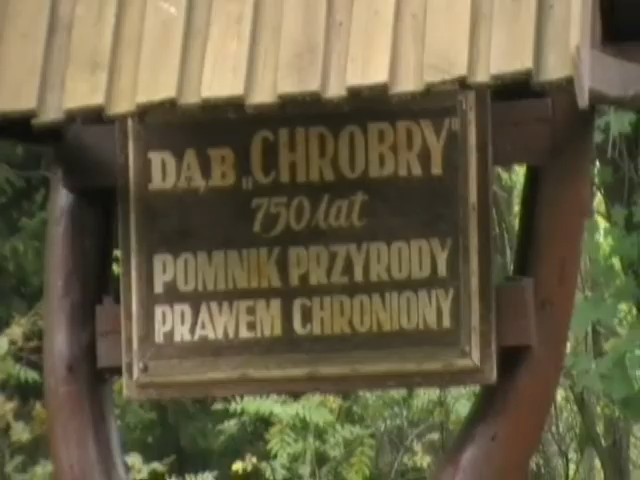 DĄB „CHROBRY"
750 lat
POMNIK PRZYRODY
PRAWEM CHRONIONY